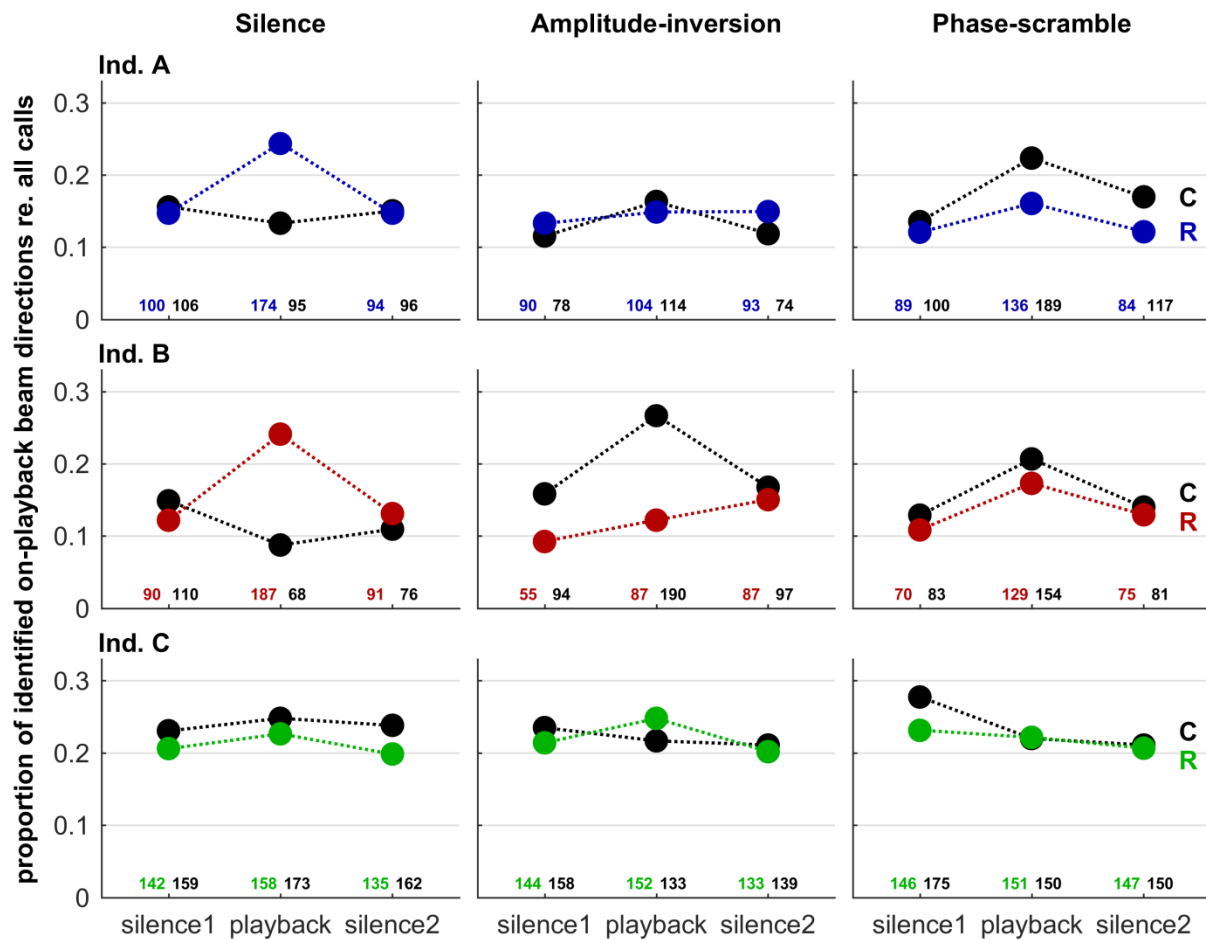 Silence Amplitude-inversion Phase-scramble
proportion of identified on-playback beam directions re. all calls
Ind. A
0.3
0.2
0.1
0
C
R
100 106 174 95 94 96 90 78 104 114 93 74 89 100 136 189 84 117
Ind. B
0.3
0.2
0.1
0
C
R
90 110 187 68 91 76 55 94 87 190 87 97 70 83 129 154 75 81
Ind. C
0.3
0.2
0.1
0
C
R
142 159 158 173 135 162 144 158 152 133 133 139 146 175 151 150 147 150
silence1 playback silence2 silence1 playback silence2 silence1 playback silence2